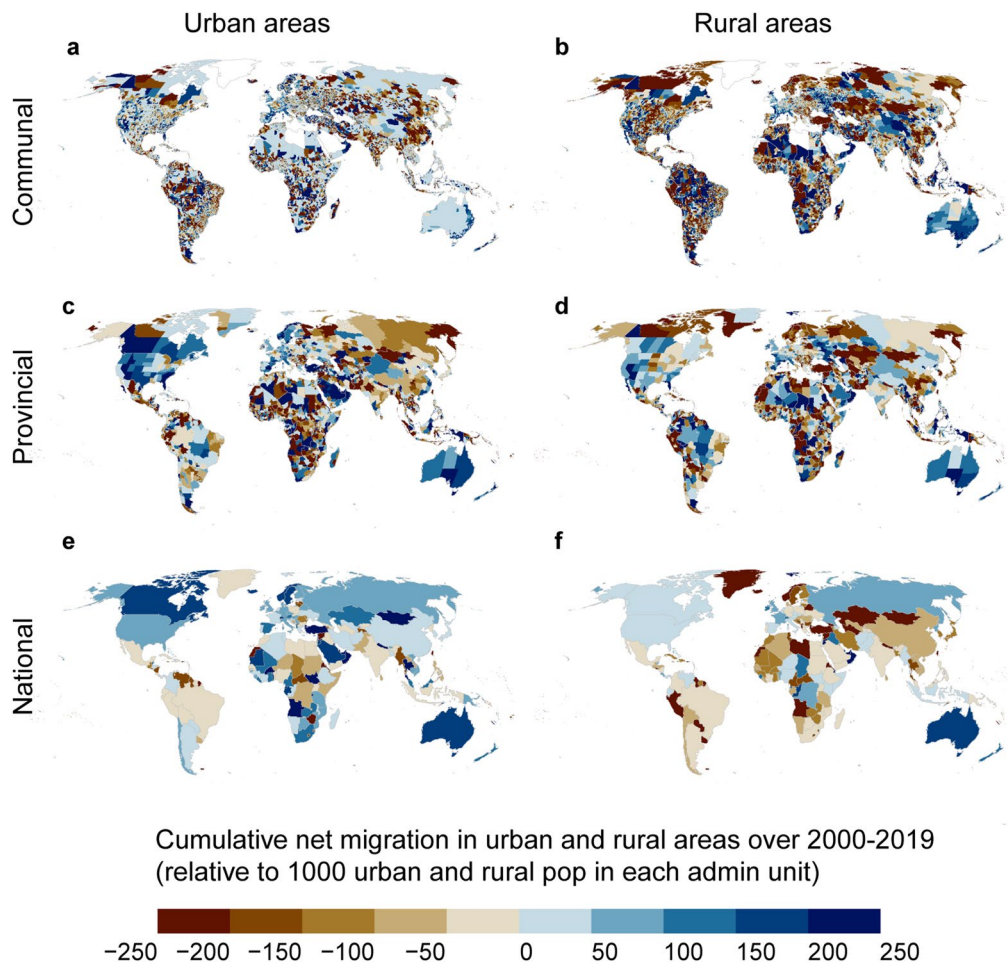 Urban areas
Rural areas
a
b
Communal
c
d
Provincial
e
f
National
Cumulative net migration in urban and rural areas over 2000-2019
(relative to 1000 urban and rural pop in each admin unit)
−250 −200 −150 −100 −50 0 50 100 150 200 250